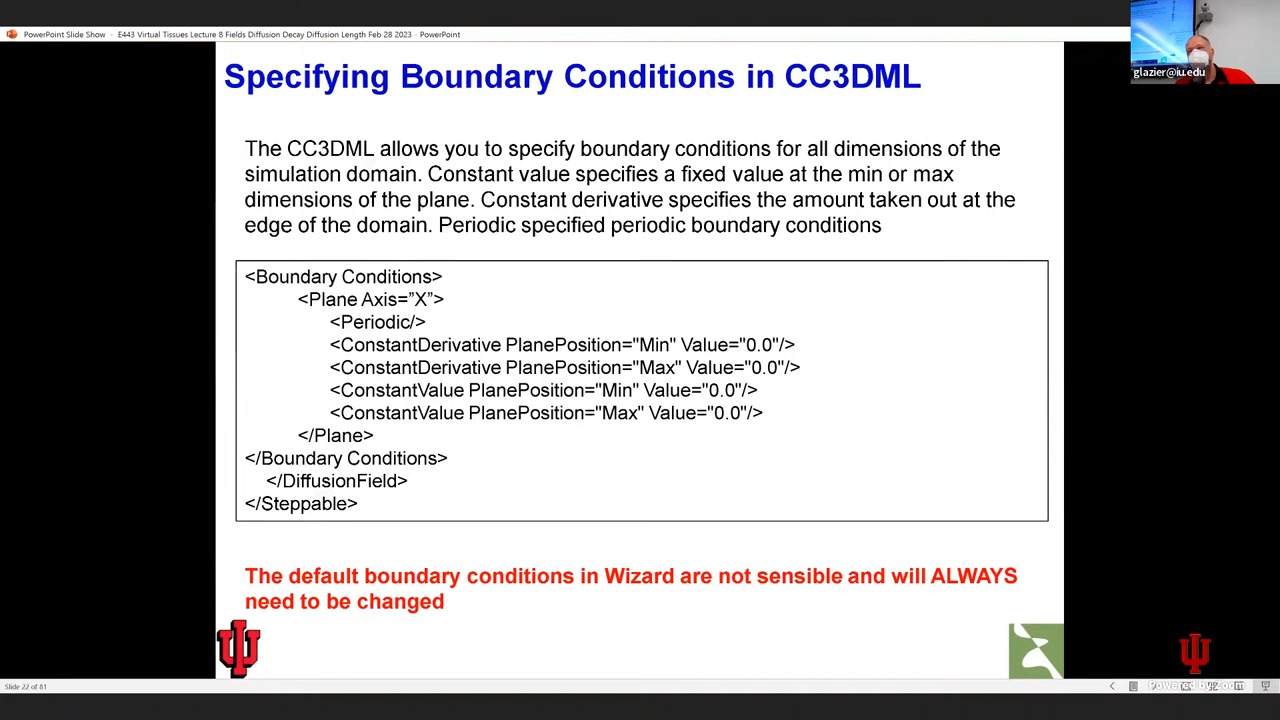 PowerPoint Slide Show - E443 Virtual Tissues Lecture 8 Fields Diffusion Decay Diffusion Length Feb 28 2023 - PowerPoint
glazier@iu.edu
Specifying Boundary Conditions in CC3DML
The CC3DML allows you to specify boundary conditions for all dimensions of the
simulation domain. Constant value specifies a fixed value at the min or max
dimensions of the plane. Constant derivative specifies the amount taken out at the
edge of the domain. Periodic specified periodic boundary conditions
<Boundary Conditions>
<Plane Axis=”X”>
<Periodic/>
<ConstantDerivative PlanePosition="Min" Value="0.0"/>
<ConstantDerivative PlanePosition="Max" Value="0.0"/>
<ConstantValue PlanePosition="Min" Value="0.0"/>
<ConstantValue PlanePosition="Max" Value="0.0"/>
</Plane>
</Boundary Conditions>
</DiffusionField>
</Steppable>
The default boundary conditions in Wizard are not sensible and will ALWAYS
need to be changed
Slide 22 of 81
Powered by Zoom